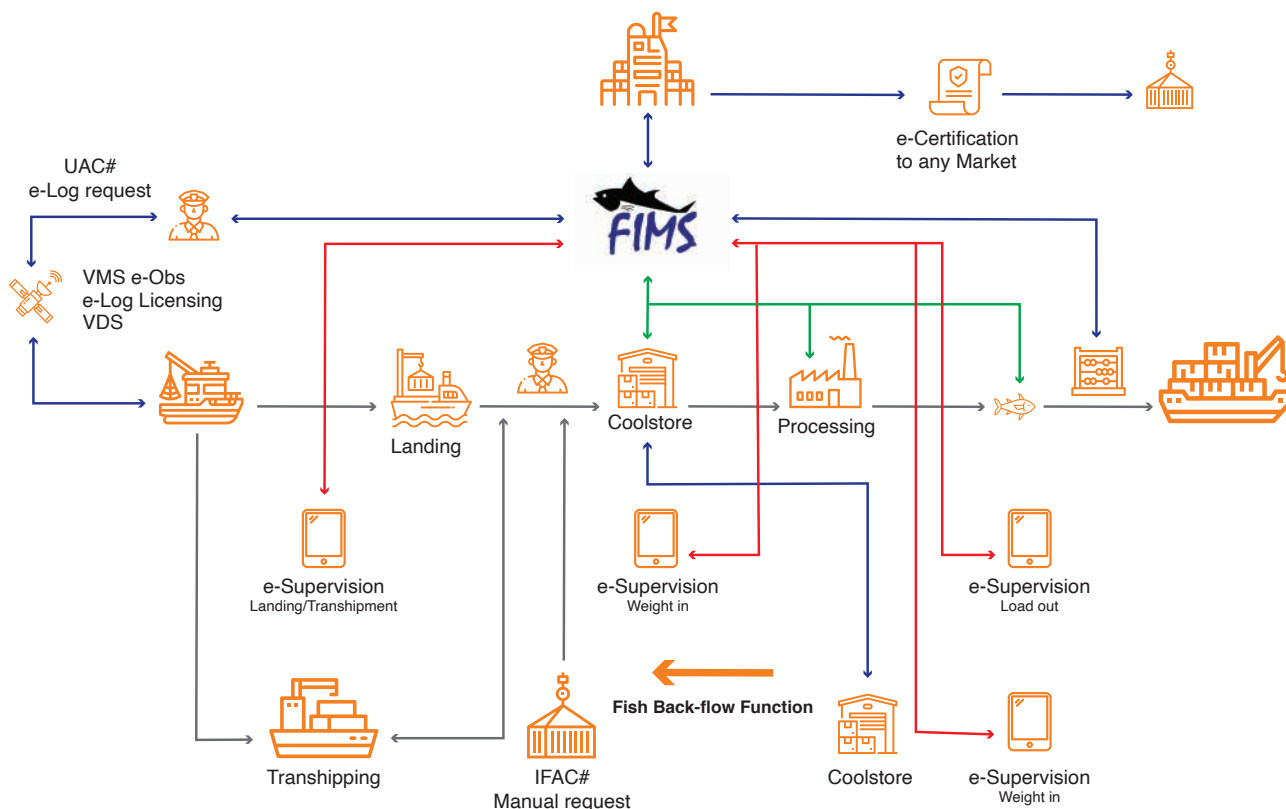 e-Certification
to any Market
UAC#
e-Log request
FIMS
VMS e-Obs
e-Log Licensing
VDS
Landing
Coolstore
Processing
e-Supervision
Landing/Transhipment
e-Supervision
Weight in
e-Supervision
Load out
Fish Back-flow Function
Transhipping
IFAC#
Manual request
Coolstore
e-Supervision
Weight in